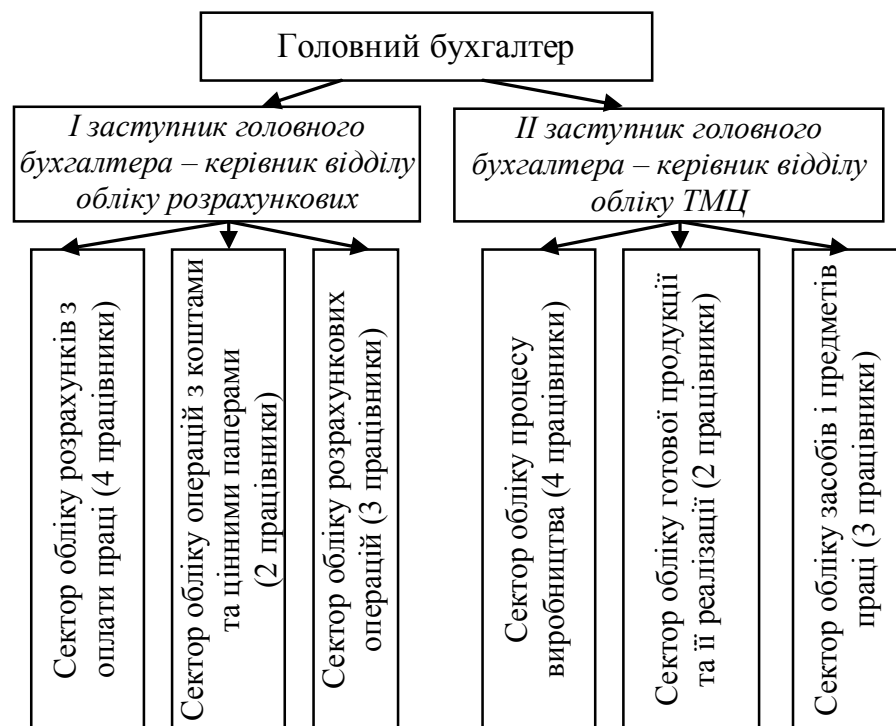 Головний бухгалтер
І заступник головного
бухгалтера – керівник відділу
обліку розрахункових
ІІ заступник головного
бухгалтера – керівник відділу
обліку ТМЦ
Сектор обліку розрахунків з
оплати праці (4 працівники)
Сектор обліку операцій з коштами
та цінними паперами
(2 працівники)
Сектор обліку розрахункових
операцій (3 працівники)
Сектор обліку процесу
виробництва (4 працівники)
Сектор обліку готової продукції
та її реалізації (2 працівники)
Сектор обліку засобів і предметів
праці (3 працівники)